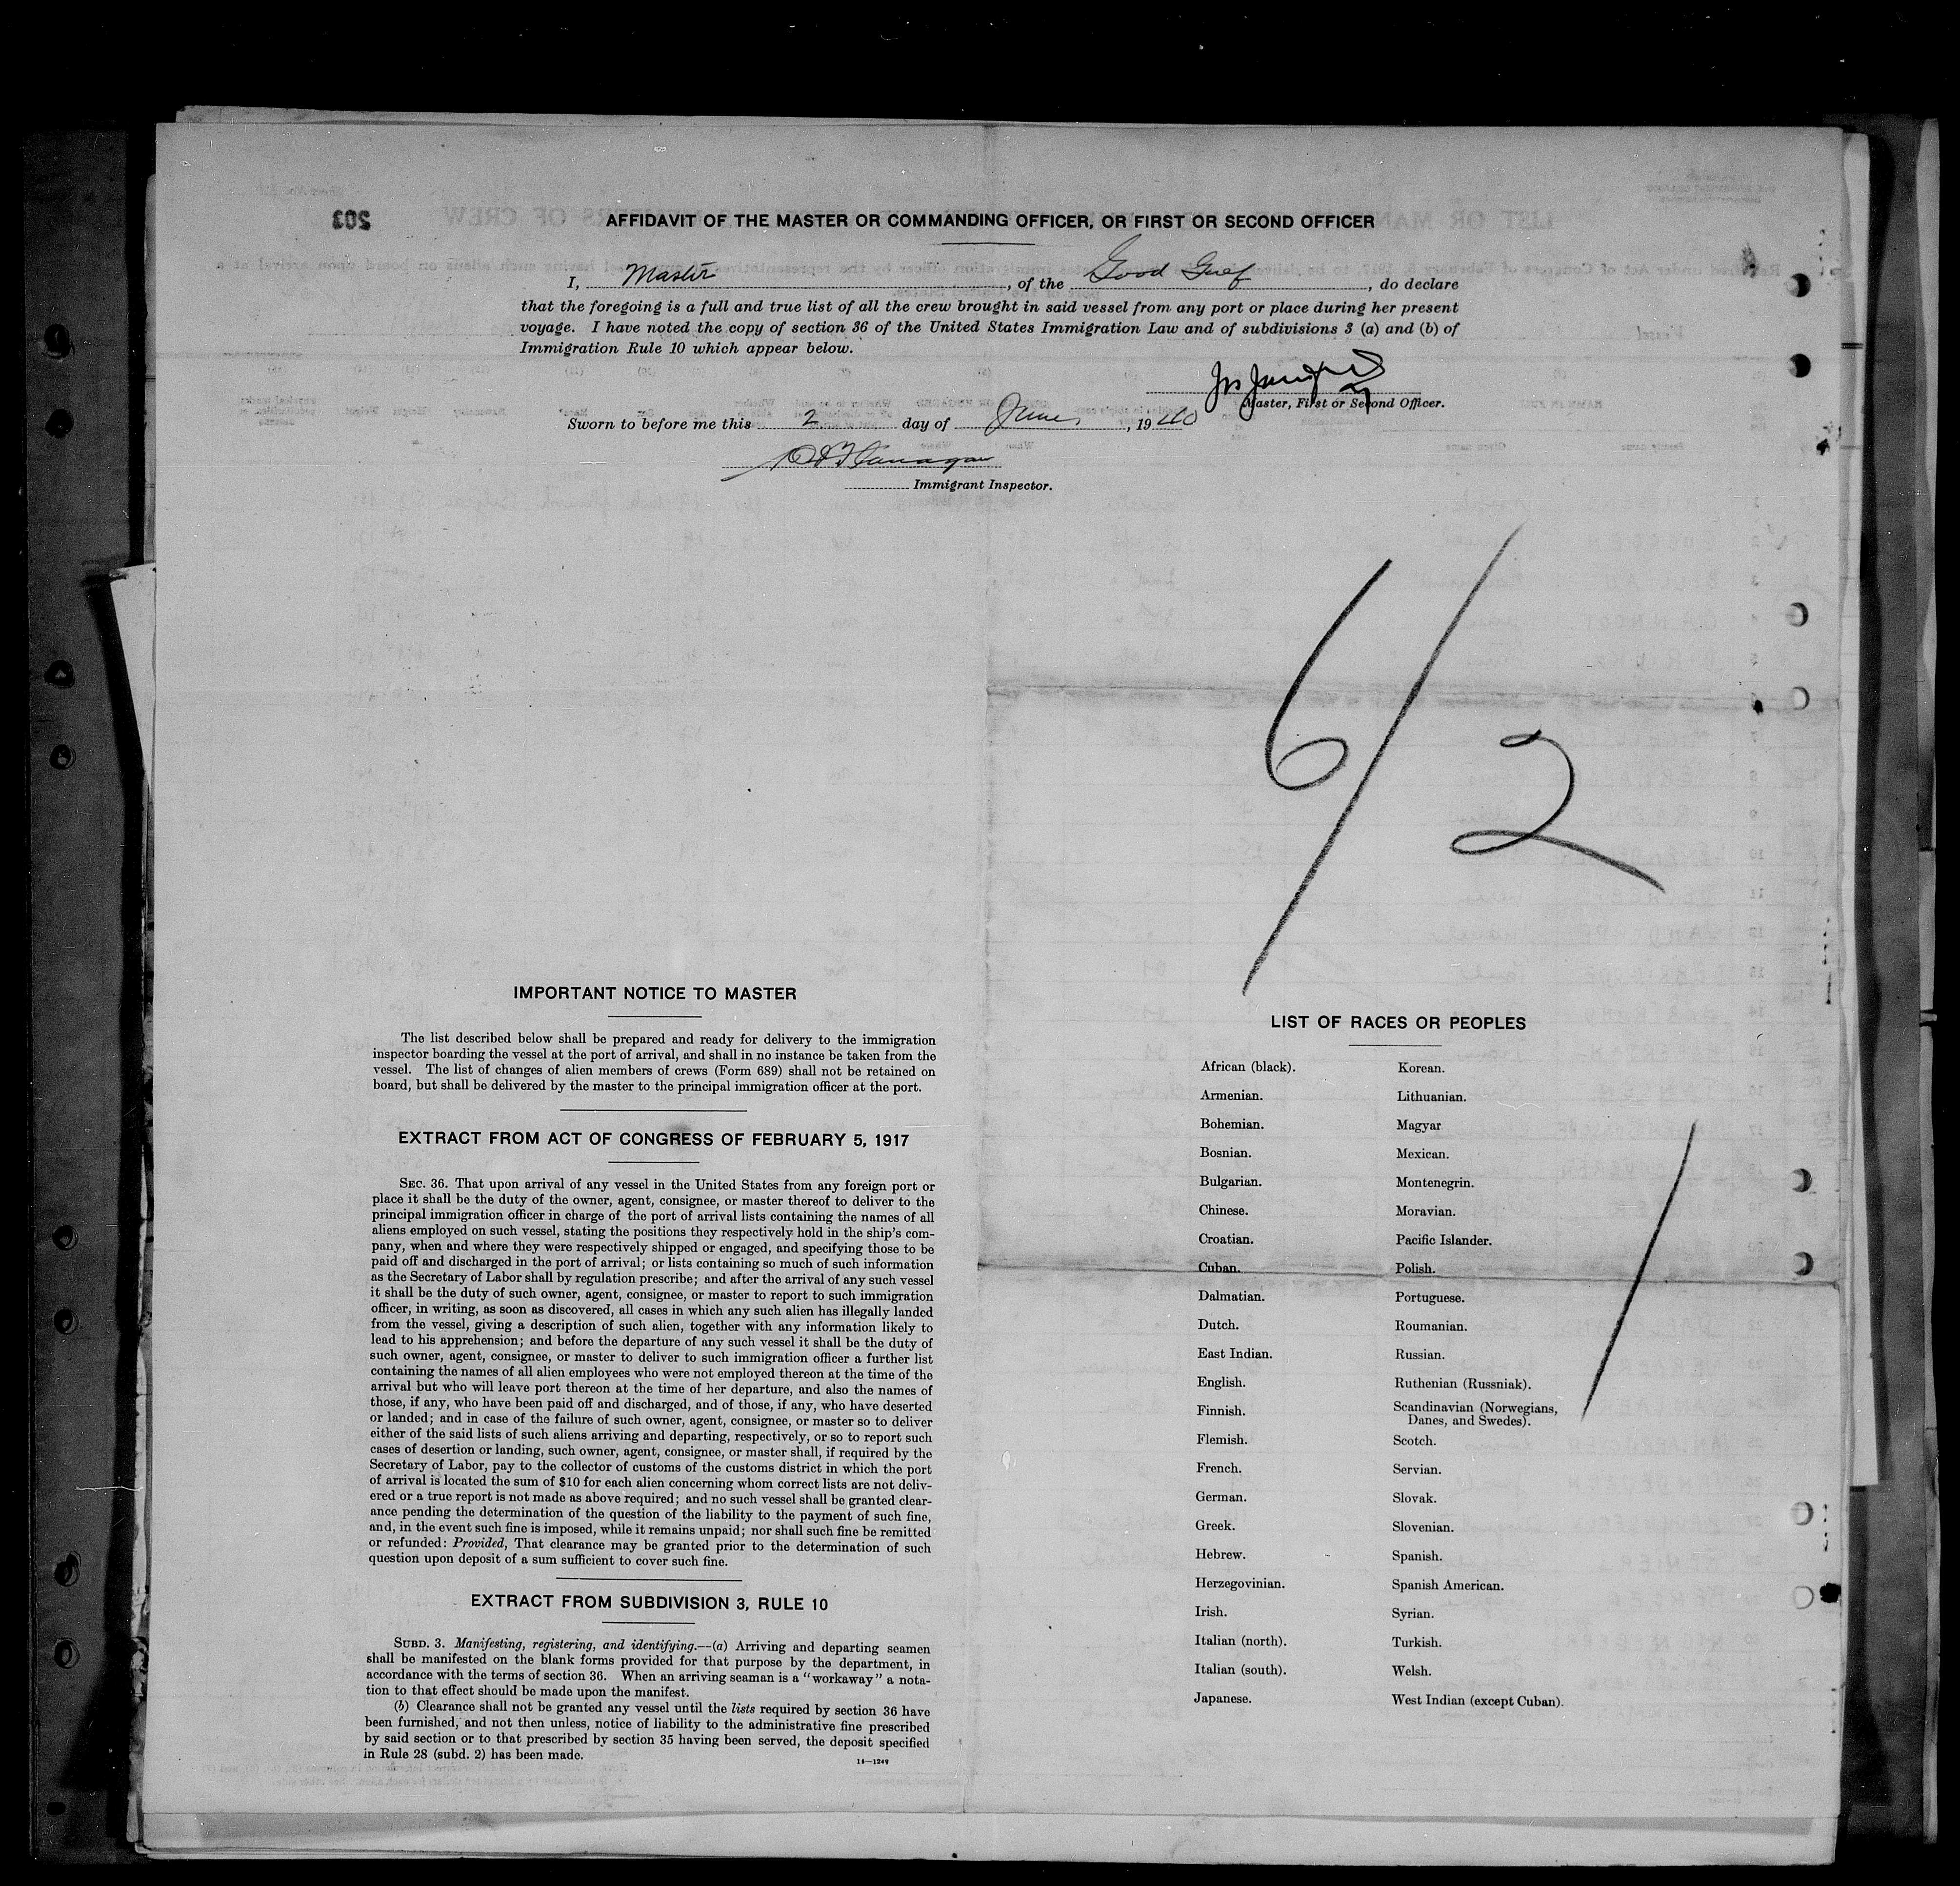 203
AFFIDAVIT OF THE MASTER OR COMMANDING OFFICER, OR FIRST OR SECOND OFFICER
I, Master, of the Good Gulf, do declare
that the foregoing is a full and true list of all the crew brought in said vessel from any port or place during her present
voyage. I have noted the copy of section 36 of the United States Immigration Law and of subdivisions 3 (a) and (b) of
Immigration Rule 10 which appear below.
Master, First or Second Officer.
Sworn to before me this 2 day of June, 1940
Immigrant Inspector.
6/2
IMPORTANT NOTICE TO MASTER
The list described below shall be prepared and ready for delivery to the immigration
inspector boarding the vessel at the port of arrival, and shall in no instance be taken from the
vessel. The list of changes of alien members of crews (Form 689) shall not be retained on
board, but shall be delivered by the master to the principal immigration officer at the port.
EXTRACT FROM ACT OF CONGRESS OF FEBRUARY 5, 1917
SEC. 36. That upon arrival of any vessel in the United States from any foreign port or
place it shall be the duty of the owner, agent, consignee, or master thereof to deliver to the
principal immigration officer in charge of the port of arrival lists containing the names of all
aliens employed on such vessel, stating the positions they respectively hold in the ship's com-
pany, when and where they were respectively shipped or engaged, and specifying those to be
paid off and discharged in the port of arrival; or lists containing so much of such information
as the Secretary of Labor shall by regulation prescribe; and after the arrival of any such vessel
it shall be the duty of such owner, agent, consignee, or master to report to such immigration
officer, in writing, as soon as discovered, all cases in which any such alien has illegally landed
from the vessel, giving a description of such alien, together with any information likely to
lead to his apprehension; and before the departure of any such vessel it shall be the duty of
such owner, agent, consignee, or master to deliver to such immigration officer a further list
containing the names of all alien employees who were not employed thereon at the time of the
arrival but who will leave port thereon at the time of her departure, and also the names of
those, if any, who have been paid off and discharged, and of those, if any, who have deserted
or landed; and in case of the failure of such owner, agent, consignee, or master so to deliver
either of the said lists of such aliens arriving and departing, respectively, or so to report such
cases of desertion or landing, such owner, agent, consignee, or master shall, if required by the
Secretary of Labor, pay to the collector of customs of the customs district in which the port
of arrival is located the sum of $10 for each alien concerning whom correct lists are not deliv-
ered or a true report is not made as above required; and no such vessel shall be granted clear-
ance pending the determination of the question of the liability to the payment of such fine,
and, in the event such fine is imposed, while it remains unpaid; nor shall such fine be remitted
or refunded: Provided, That clearance may be granted prior to the determination of such
question upon deposit of a sum sufficient to cover such fine.
EXTRACT FROM SUBDIVISION 3, RULE 10
SUBD. 3. Manifesting, registering, and identifying.—(a) Arriving and departing seamen
shall be manifested on the blank forms provided for that purpose by the department, in
accordance with the terms of section 36. When an arriving seaman is a "workaway" a nota-
tion to that effect should be made upon the manifest.
(b) Clearance shall not be granted any vessel until the lists required by section 36 have
been furnished, and not then unless, notice of liability to the administrative fine prescribed
by said section or to that prescribed by section 35 having been served, the deposit specified
in Rule 28 (subd. 2) has been made.
14—1249
LIST OF RACES OR PEOPLES
African (black).
Armenian.
Bohemian.
Bosnian.
Bulgarian.
Chinese.
Croatian.
Cuban.
Dalmatian.
Dutch.
East Indian.
English.
Finnish.
Flemish.
French.
German.
Greek.
Hebrew.
Herzegovinian.
Irish.
Italian (north).
Italian (south).
Japanese.
Korean.
Lithuanian.
Magyar
Mexican.
Montenegrin.
Moravian.
Pacific Islander.
Polish.
Portuguese.
Roumanian.
Russian.
Ruthenian (Russniak).
Scandinavian (Norwegians,
Danes, and Swedes).
Scotch.
Servian.
Slovak.
Slovenian.
Spanish.
Spanish American.
Syrian.
Turkish.
Welsh.
West Indian (except Cuban).